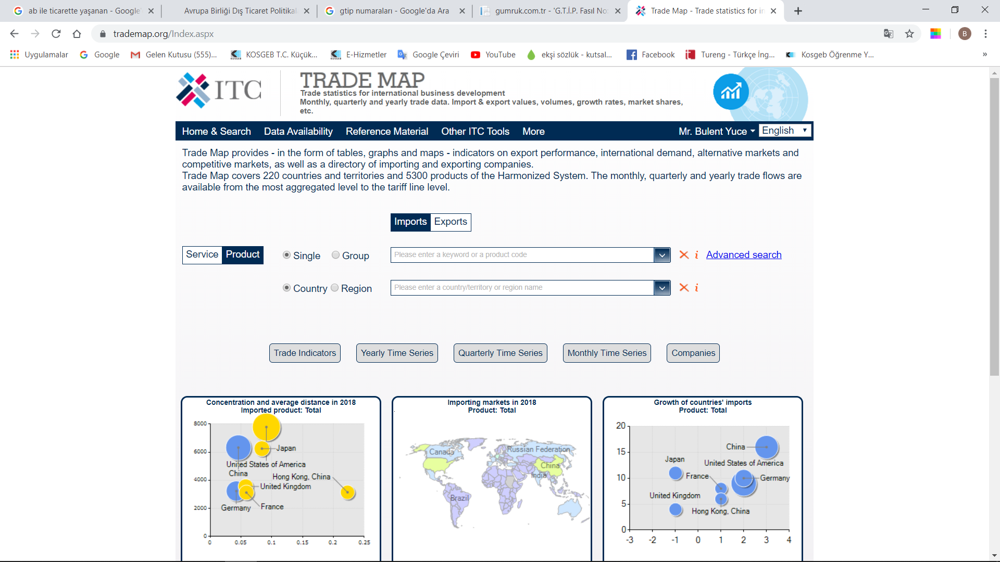 ab ile ticarette yaşanan - Google'
Avrupa Birliği Dış Ticaret Politikal
gtip numaraları - Google'da Ara
gumruk.com.tr - 'G.T.İ.P. Fasıl No:
Trade Map - Trade statistics for in
trademap.org/Index.aspx
B
Uygulamalar
Google
Gelen Kutusu (555)...
KOSGEB T.C. Küçük...
E-Hizmetler
Google Çeviri
YouTube
ekşi sözlük - kutsal...
Facebook
Tureng - Türkçe İng...
Kosgeb Öğrenme Y...
»
ITC
TRADE MAP
Trade statistics for international business development
Monthly, quarterly and yearly trade data. Import & export values, volumes, growth rates, market shares,
etc.
Home & Search
Data Availability
Reference Material
Other ITC Tools
More
Mr. Bulent Yuce
English
Trade Map provides - in the form of tables, graphs and maps - indicators on export performance, international demand, alternative markets and
competitive markets, as well as a directory of importing and exporting companies.
Trade Map covers 220 countries and territories and 5300 products of the Harmonized System. The monthly, quarterly and yearly trade flows are
available from the most aggregated level to the tariff line level.
Imports Exports
Service Product
Single Group
Please enter a keyword or a product code
i
Advanced search
Country Region
Please enter a country/territory or region name
i
Trade Indicators
Yearly Time Series
Quarterly Time Series
Monthly Time Series
Companies
Concentration and average distance in 2018
Imported product: Total
8000
6000
4000
2000
0
0 0.05 0.1 0.15 0.2 0.25
Japan
United States of America
China
Hong Kong, China
United Kingdom
Germany
France
Importing markets in 2018
Product: Total
Canada
Russian Federation
China
India
Brazil
Growth of countries' imports
Product: Total
20
15
10
5
0
-3 -2 -1 0 1 2 3 4
China
Japan
United States of America
France
Germany
United Kingdom
Hong Kong, China